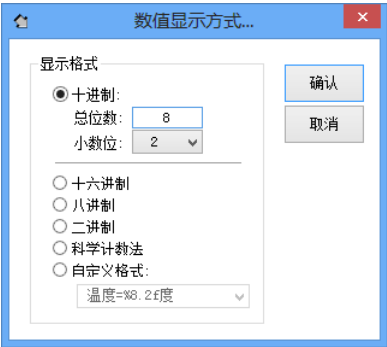 数值显示方式...
显示格式
十进制:
总位数: 8
小数位: 2
十六进制
八进制
二进制
科学计数法
自定义格式:
温度=%8.2f度
确认
取消